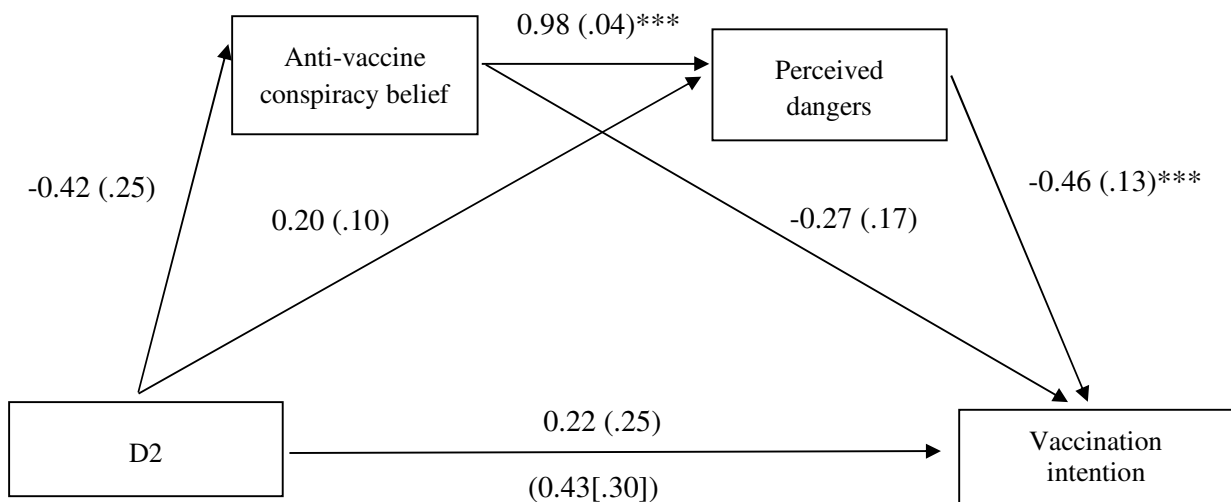 0.98 (.04)***
Anti-vaccine
conspiracy belief
Perceived
dangers
-0.42 (.25)
0.20 (.10)
-0.27 (.17)
-0.46 (.13)***
D2
0.22 (.25)
(0.43[.30])
Vaccination
intention